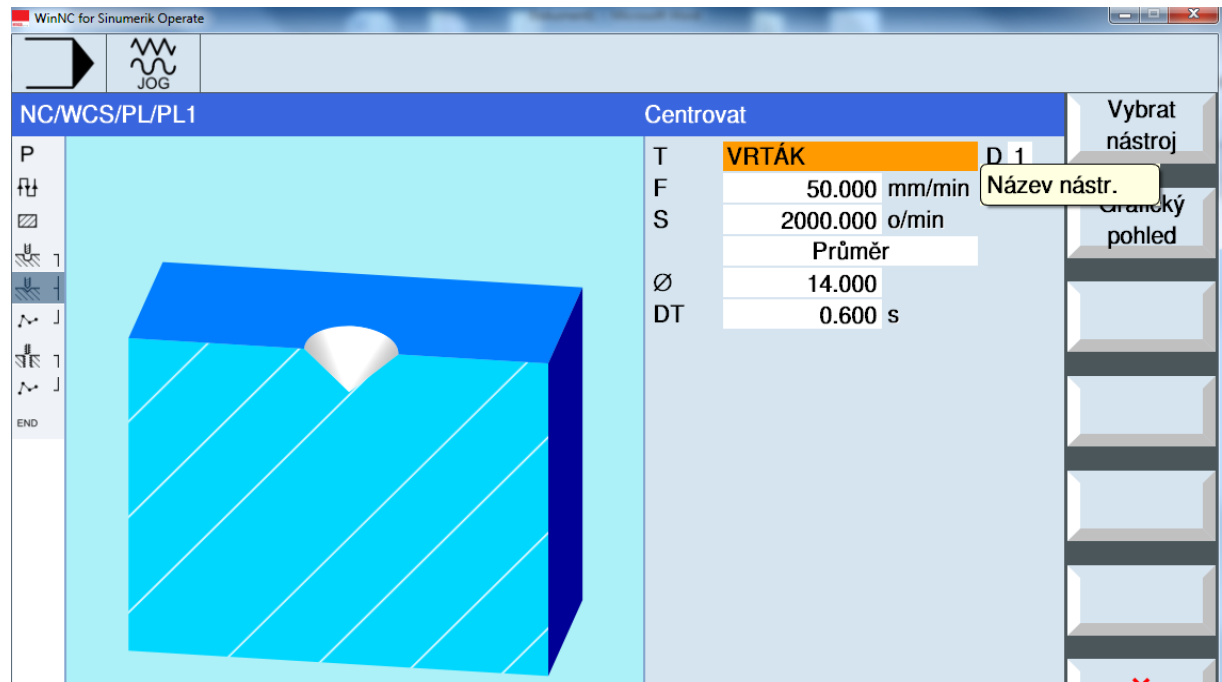 WinNC for Sinumerik Operate
JOG
NC/WCS/PL/PL1
Centrovat
Vybrat
nástroj
P
T VRTÁK D 1
F 50.000 mm/min
Název nástr.
S 2000.000 o/min
pohled
Průměr
Ø 14.000
DT 0.600 s
END